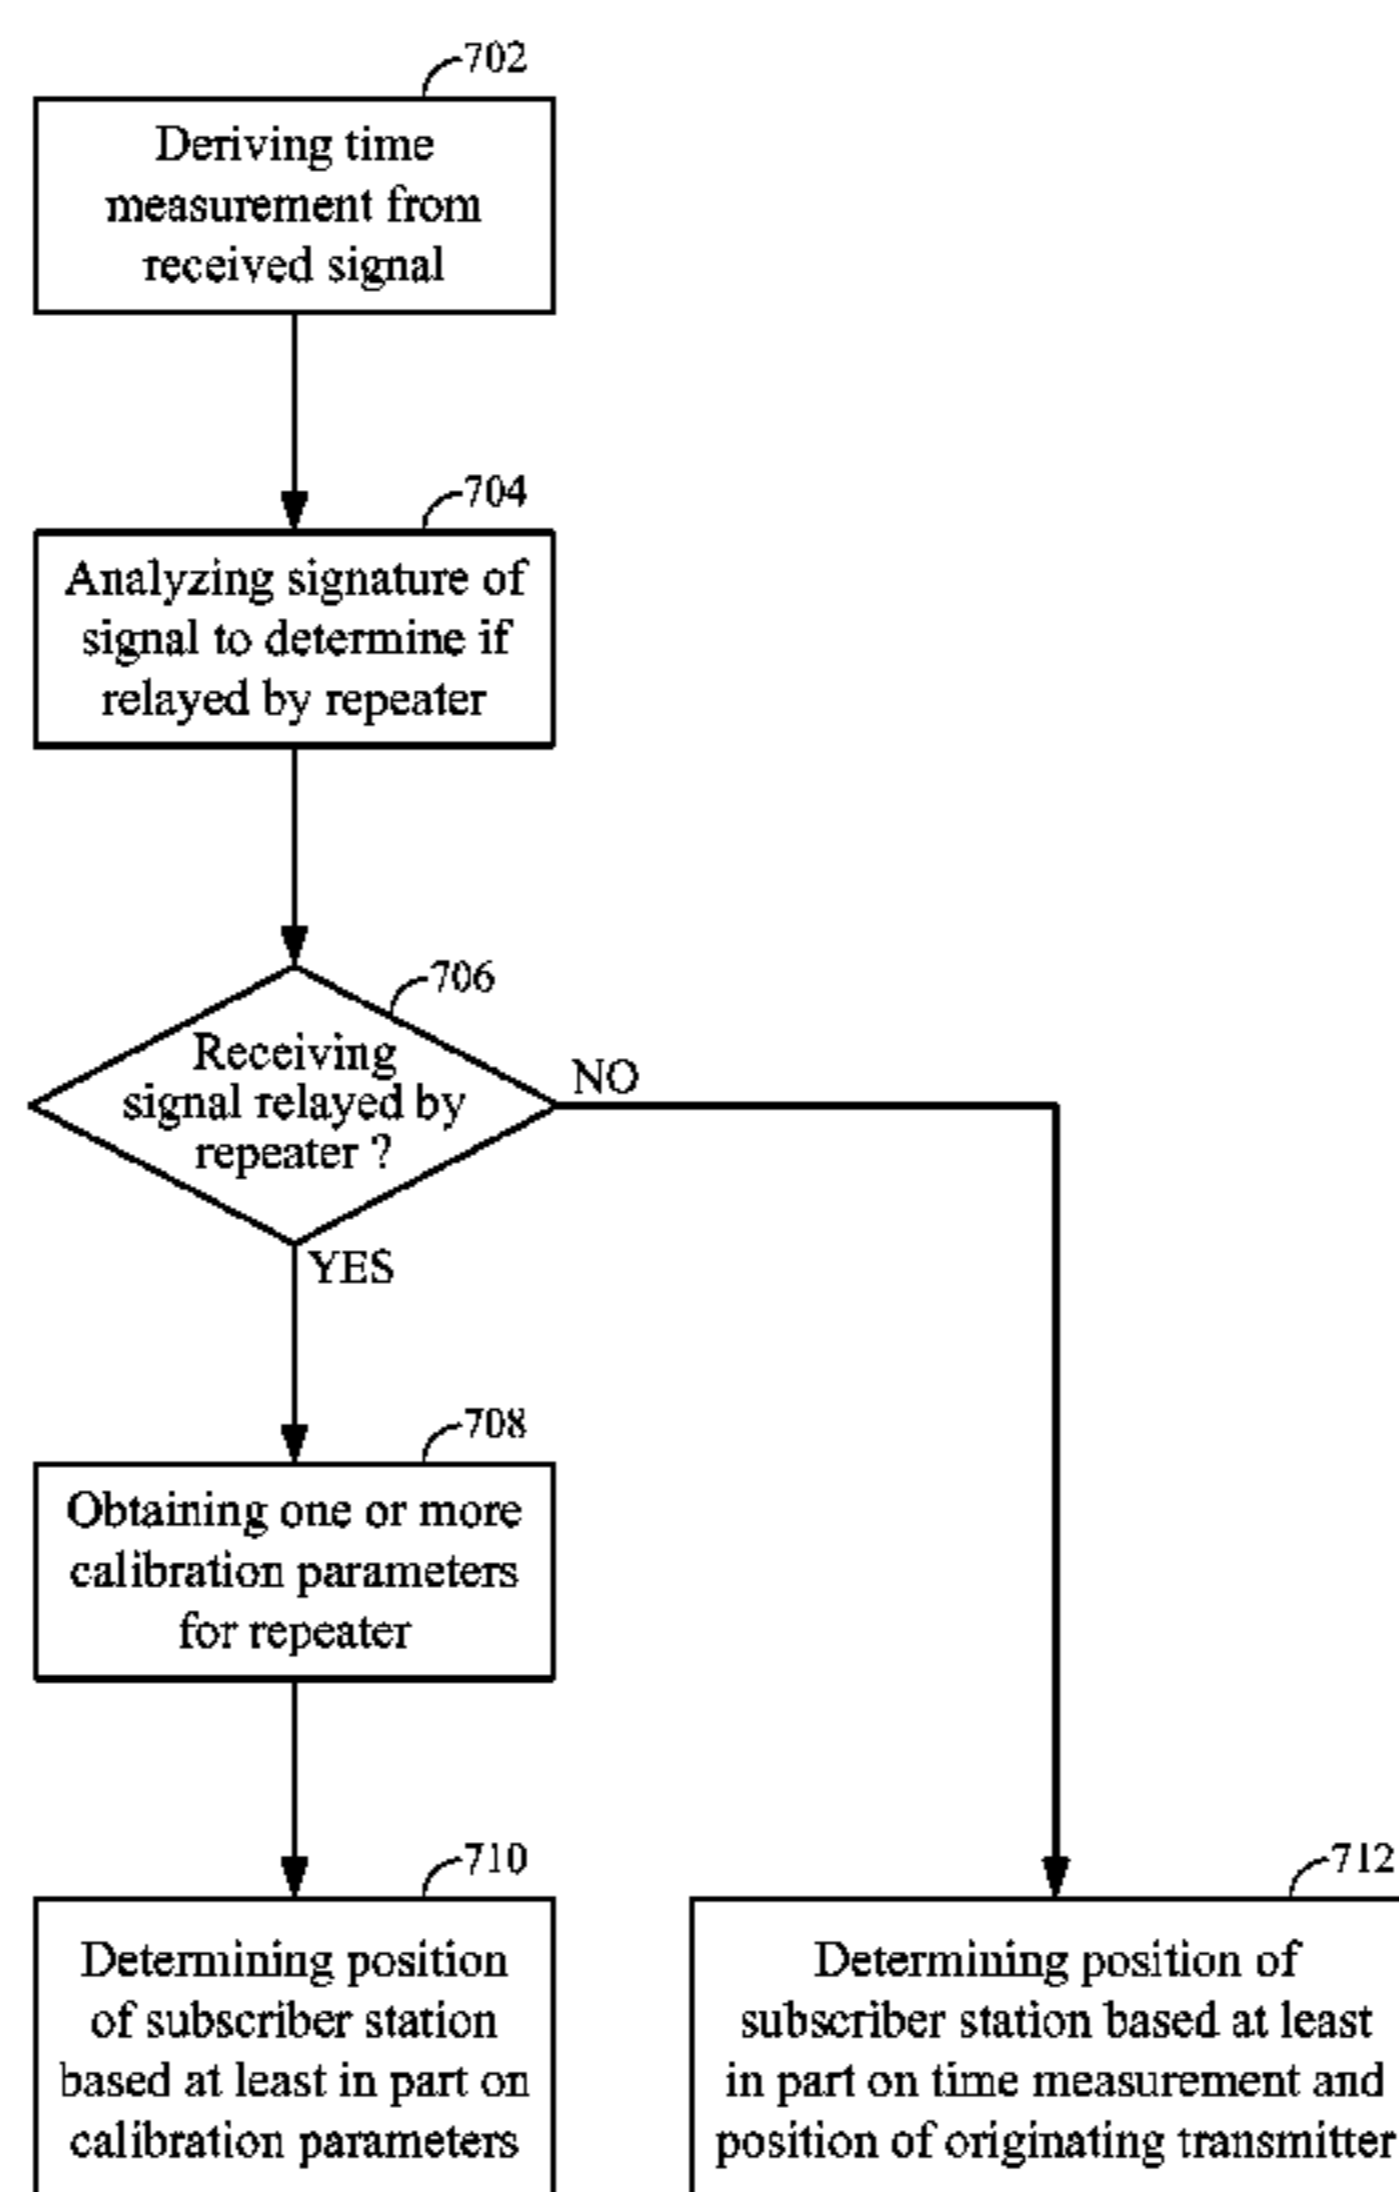 702
Deriving time
measurement from
received signal
704
Analyzing signature of
signal to determine if
relayed by repeater
706
Receiving
signal relayed by
repeater ?
NO
YES
708
Obtaining one or more
calibration parameters
for repeater
710
Determining position
of subscriber station
based at least in part on
calibration parameters
712
Determining position of
subscriber station based at least
in part on time measurement and
position of originating transmitter